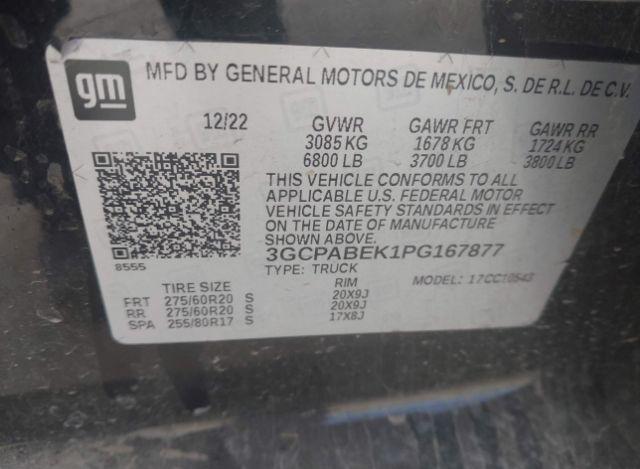 gm
MFD BY GENERAL MOTORS DE MEXICO, S. DE R.L. DE C.V.
12/22 GVWR GAWR FRT GAWR RR
3085 KG 1678 KG 1724 KG
6800 LB 3700 LB 3800 LB
THIS VEHICLE CONFORMS TO ALL
APPLICABLE U.S. FEDERAL MOTOR
VEHICLE SAFETY STANDARDS IN EFFECT
ON THE DATE OF MANUFACTURE
SHOWN ABOVE
3GCPABEK1PG167877
8555
TYPE: TRUCK MODEL: 17CC10543
TIRE SIZE RIM
FRT 275/60R20 S 20X9J
RR 275/60R20 S 20X9J
SPA 255/80R17 S 17X8J